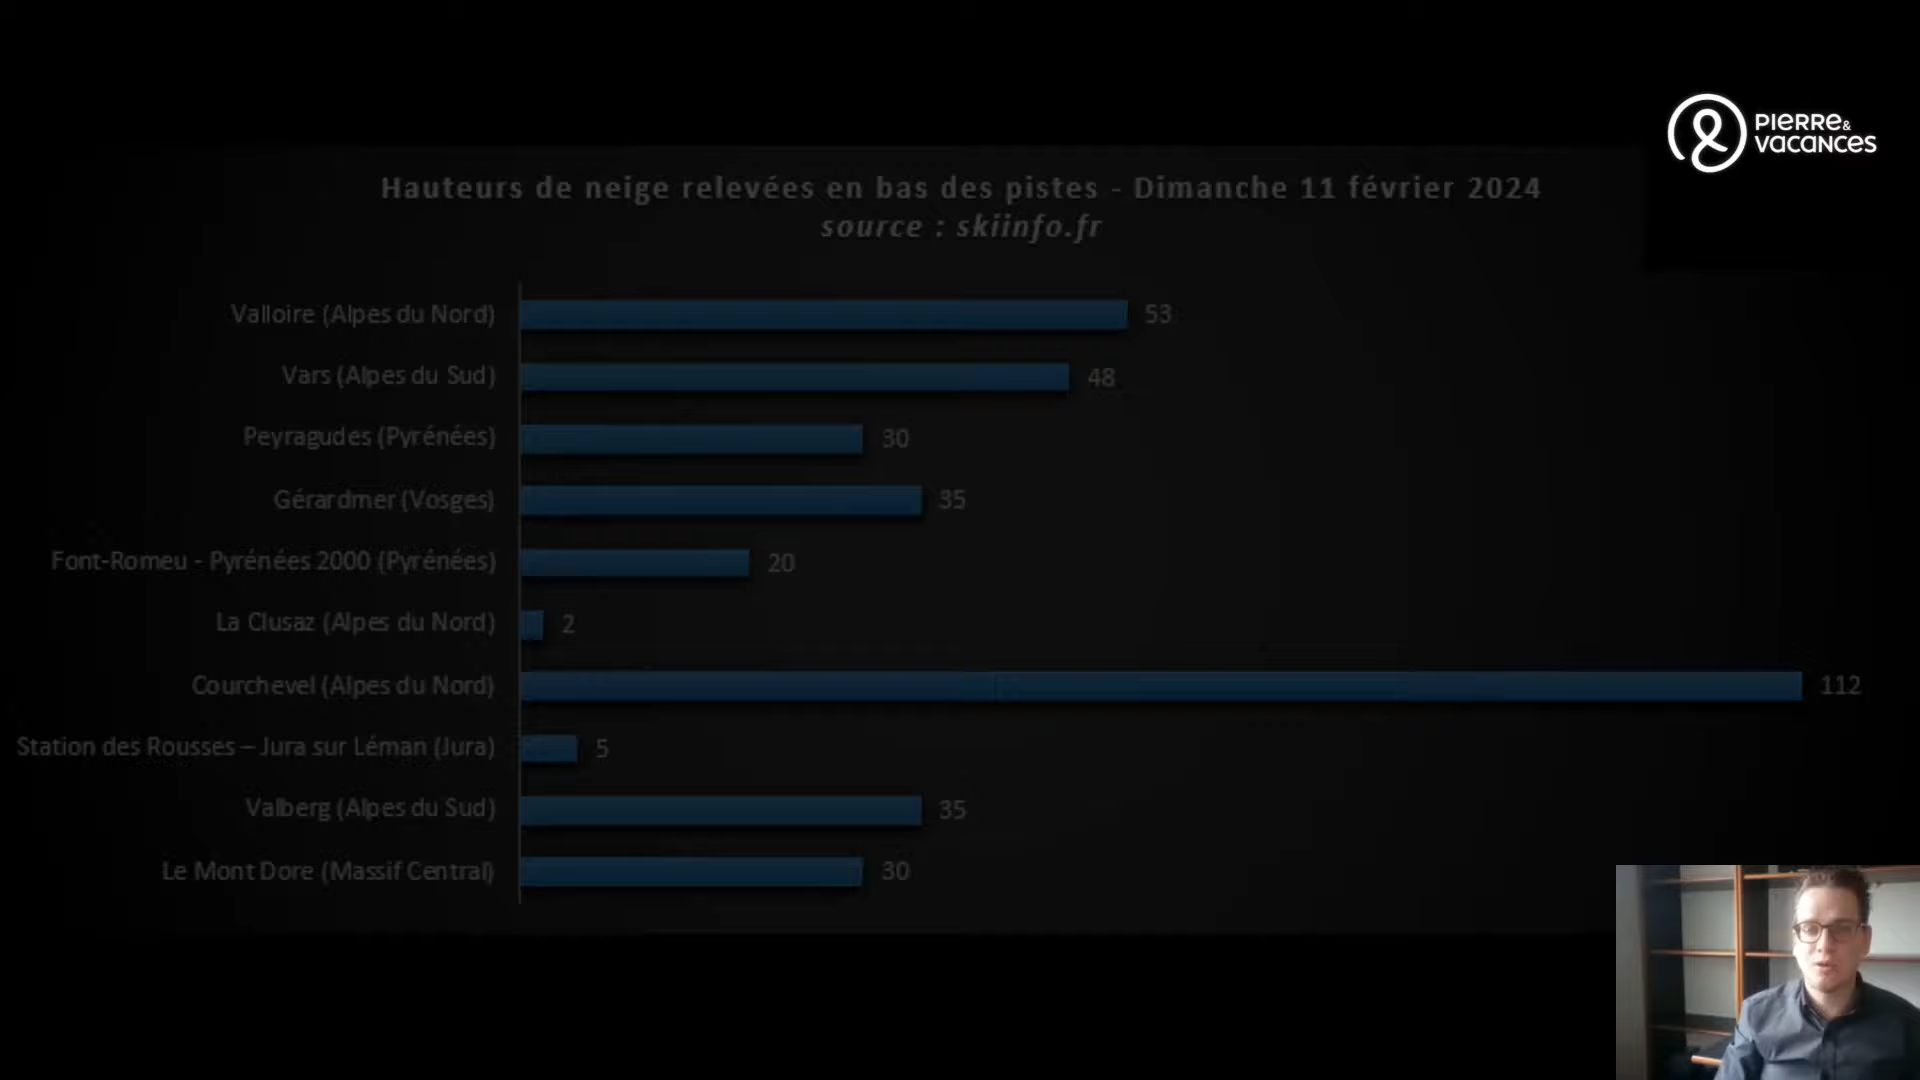 PIERRE&
vacances
Hauteurs de neige relevées en bas des pistes - Dimanche 11 février 2024
source : skiinfo.fr
Valloire (Alpes du Nord) 53
Vars (Alpes du Sud) 48
Peyragudes (Pyrénées) 30
Gérardmer (Vosges) 35
Font-Romeu - Pyrénées 2000 (Pyrénées) 20
La Clusaz (Alpes du Nord) 2
Courchevel (Alpes du Nord) 112
Station des Rousses – Jura sur Léman (Jura) 5
Valberg (Alpes du Sud) 35
Le Mont Dore (Massif Central) 30